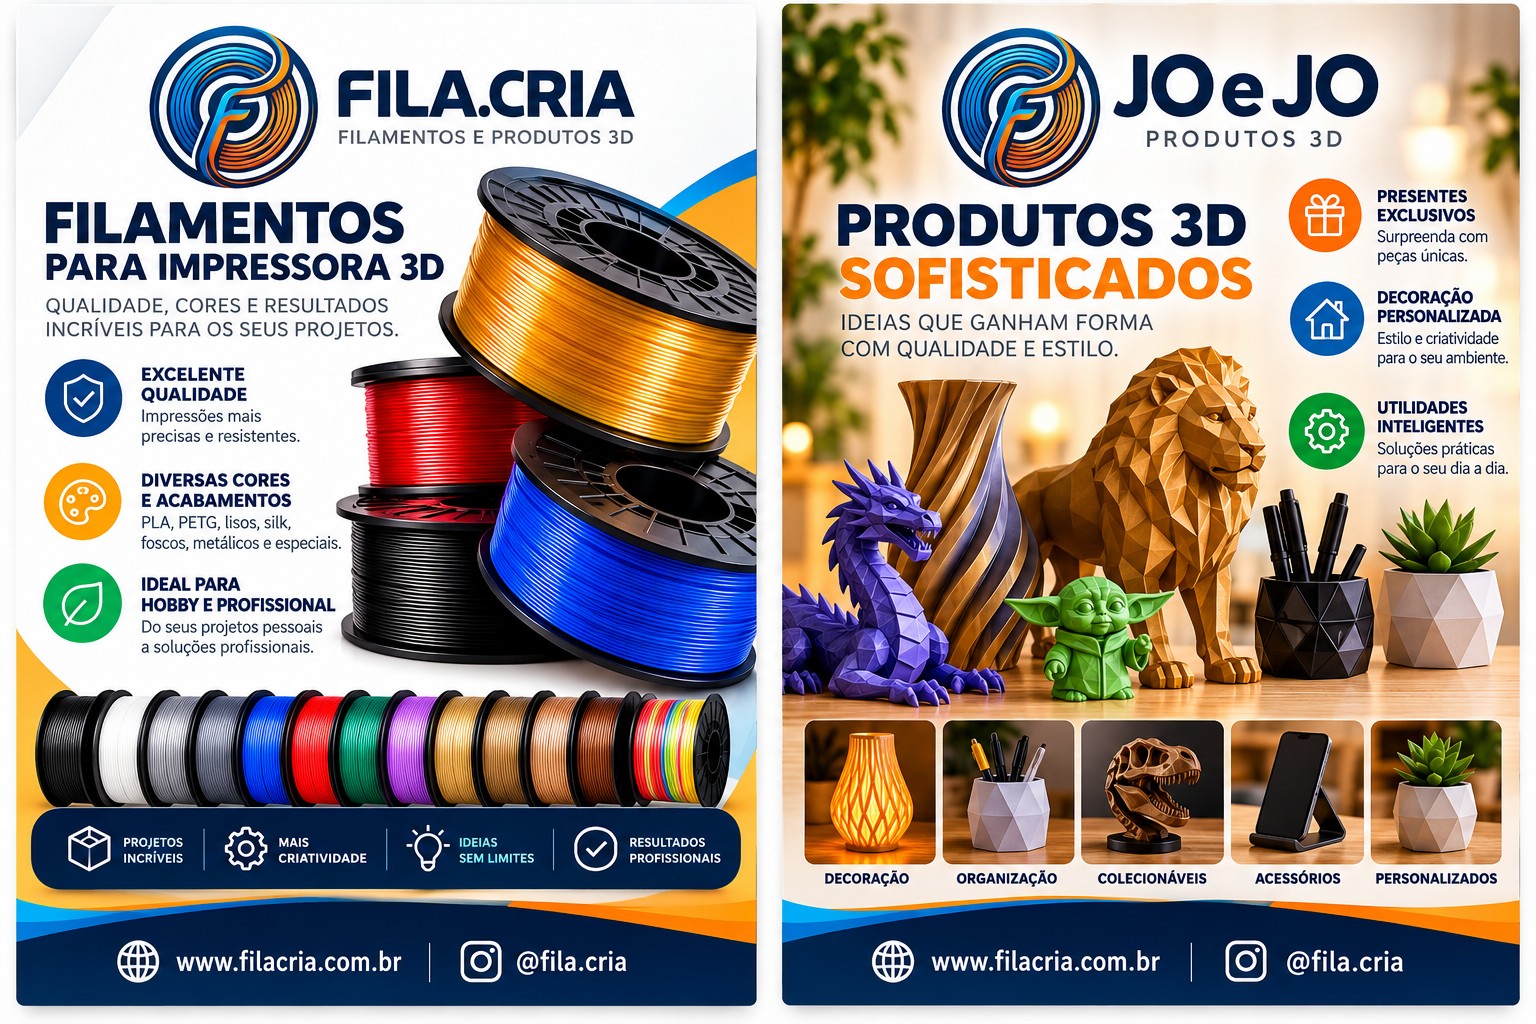 FILA.CRIA
FILAMENTOS E PRODUTOS 3D
FILAMENTOS
PARA IMPRESSORA 3D
QUALIDADE, CORES E RESULTADOS
INCRÍVEIS PARA OS SEUS PROJETOS.
EXCELENTE
QUALIDADE
Impressões mais
precisas e resistentes.
DIVERSAS CORES
E ACABAMENTOS
PLA, PETG, lisos, silk,
foscos, metálicos e especiais.
IDEAL PARA
HOBBY E PROFISSIONAL
Do seus projetos pessoais
a soluções profissionais.
PROJETOS
INCRÍVEIS
MAIS
CRIATIVIDADE
IDEIAS
SEM LIMITES
RESULTADOS
PROFISSIONAIS
www.filacria.com.br
@fila.cria
JO e JO
PRODUTOS 3D
PRODUTOS 3D
SOFISTICADOS
IDEIAS QUE GANHAM FORMA
COM QUALIDADE E ESTILO.
PRESENTES
EXCLUSIVOS
Surpreenda com
peças únicas.
DECORAÇÃO
PERSONALIZADA
Estilo e criatividade
para o seu ambiente.
UTILIDADES
INTELIGENTES
Soluções práticas
para o seu dia a dia.
DECORAÇÃO
ORGANIZAÇÃO
COLECIONÁVEIS
ACESSÓRIOS
PERSONALIZADOS
www.filacria.com.br
@fila.cria